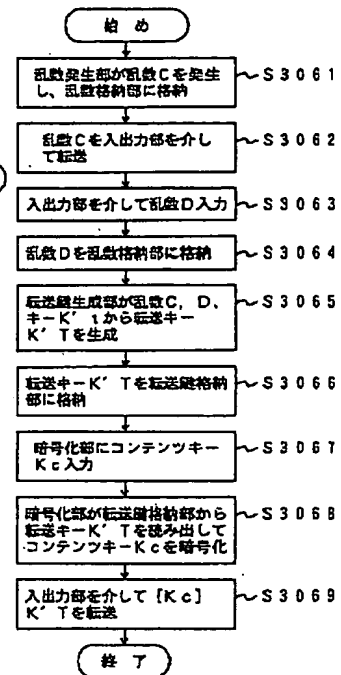 始め
乱数発生部が乱数Cを発生
し、乱数格納部に格納
S3061
乱数Cを入出力部を介し
て転送
S3062
入出力部を介して乱数D入力
S3063
乱数Dを乱数格納部に格納
S3064
転送鍵生成部が乱数C,D、
キーK′tから転送キー
K′Tを生成
S3065
転送キーK′Tを転送鍵格納
部に格納
S3066
暗号化部にコンテンツキー
Kc入力
S3067
暗号化部が転送鍵格納部から
転送キーK′Tを読み出して
コンテンツキーKcを暗号化
S3068
入出力部を介して[Kc]
K′Tを転送
S3069
終了